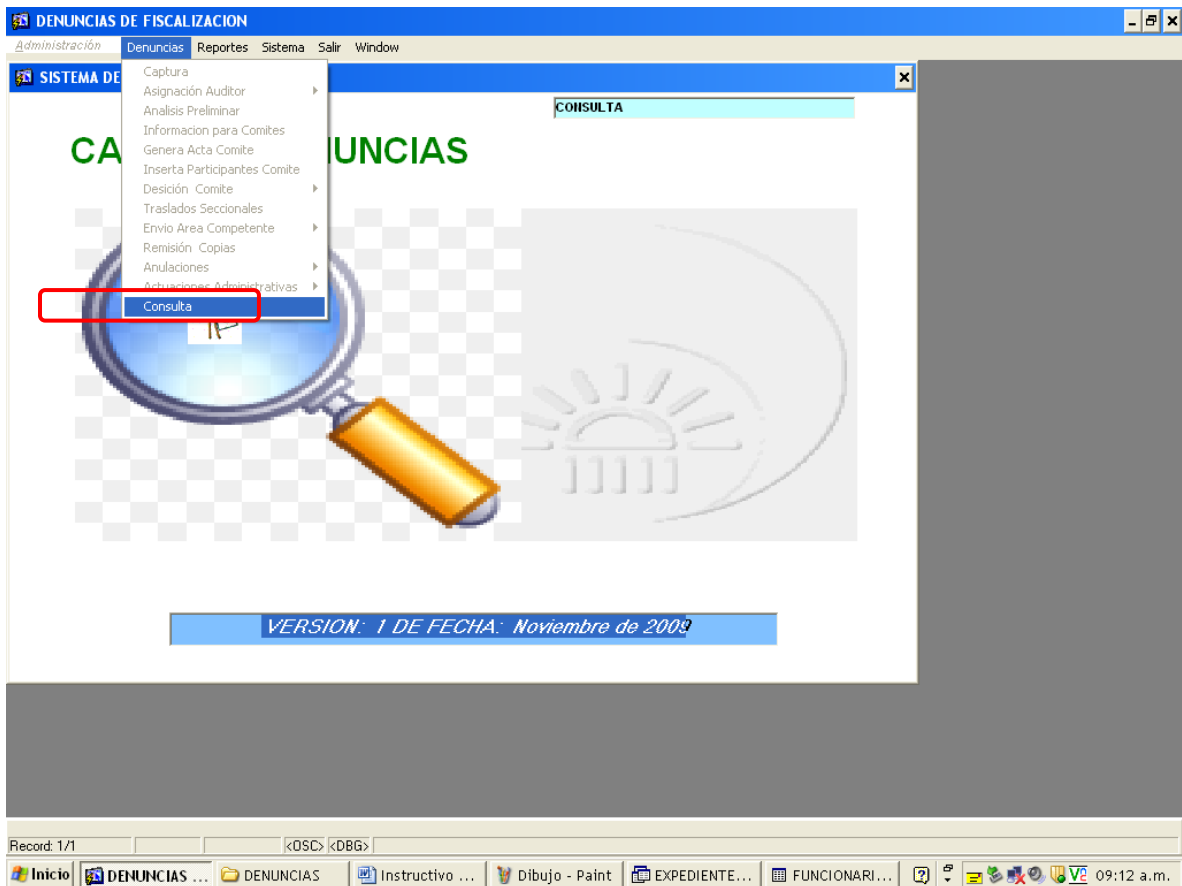 DENUNCIAS DE FISCALIZACION
Administración Denuncias Reportes Sistema Salir Window
SISTEMA DE
Captura
Asignación Auditor
Analisis Preliminar
Informacion para Comites
Genera Acta Comite
Inserta Participantes Comite
Desición Comite
Traslados Seccionales
Envio Area Competente
Remisión Copias
Anulaciones
Actuaciones Administrativas
Consulta
CONSULTA
CA UNCIAS
VERSION: 1 DE FECHA: Noviembre de 2009
Record: 1/1 <OSC> <DBG>
Inicio DENUNCIAS ... DENUNCIAS Instructivo ... Dibujo - Paint EXPEDIENTE... FUNCIONARI... 09:12 a.m.